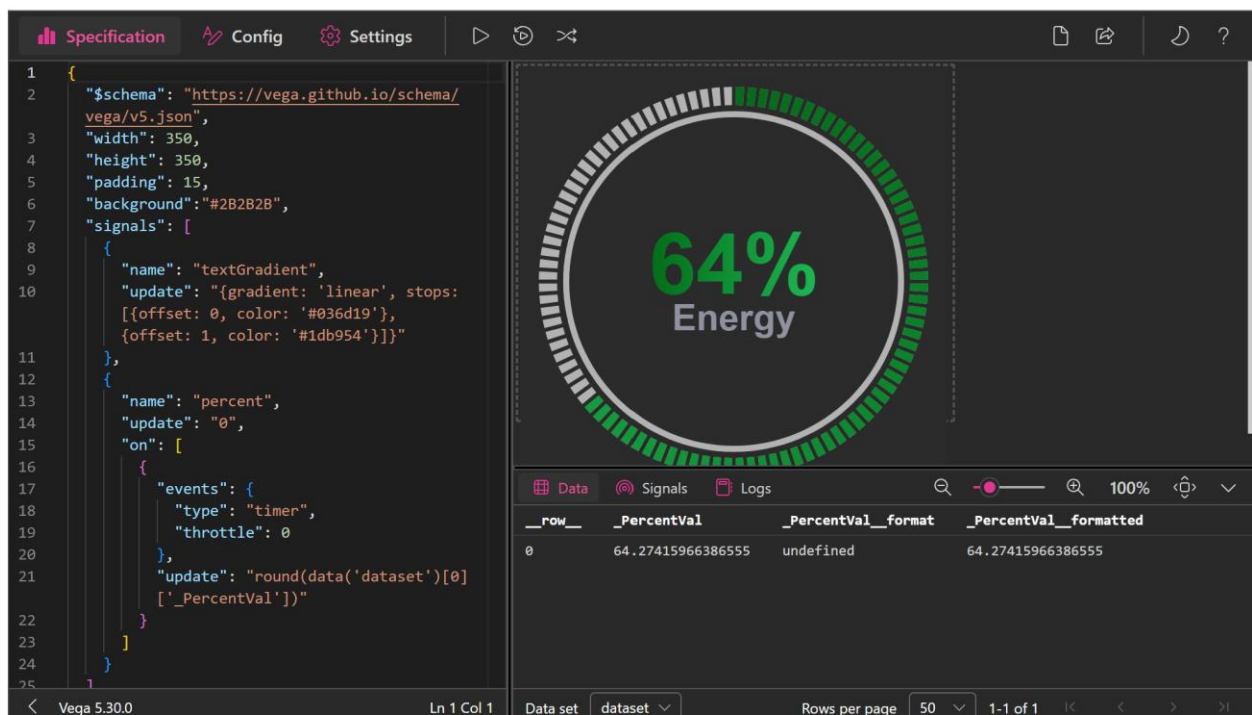 Specification Config Settings
1 {
2 "$schema": "https://vega.github.io/schema/
vega/v5.json",
3 "width": 350,
4 "height": 350,
5 "padding": 15,
6 "background":"#2B2B2B",
7 "signals": [
8 {
9 "name": "textGradient",
10 "update": "{gradient: 'linear', stops:
[{offset: 0, color: '#036d19'},
{offset: 1, color: '#1db954'}]}"
11 },
12 {
13 "name": "percent",
14 "update": "0",
15 "on": [
16 {
17 "events": {
18 "type": "timer",
19 "throttle": 0
20 },
21 "update": "round(data('dataset')[0]
['_PercentVal'])"
22 }
23 ]
24 }
25 ]
Vega 5.30.0 Ln 1 Col 1
64%
Energy
Data Signals Logs 100%
__row__ _PercentVal _PercentVal__format _PercentVal__formatted
0 64.27415966386555 undefined 64.27415966386555
Data set dataset Rows per page 50 1-1 of 1